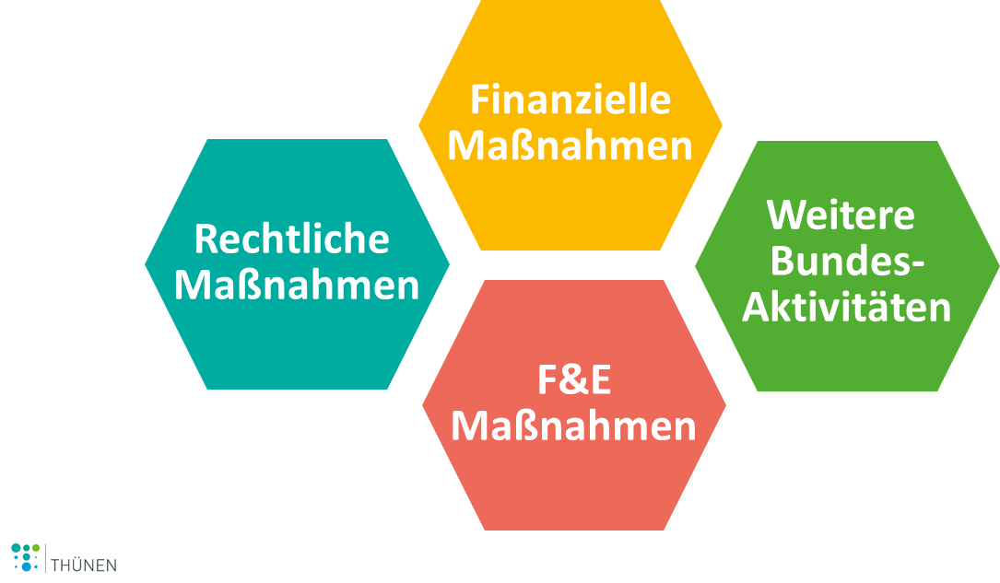 Finanzielle
Maßnahmen
Rechtliche
Maßnahmen
Weitere
Bundes-
Aktivitäten
F&E
Maßnahmen
THÜNEN